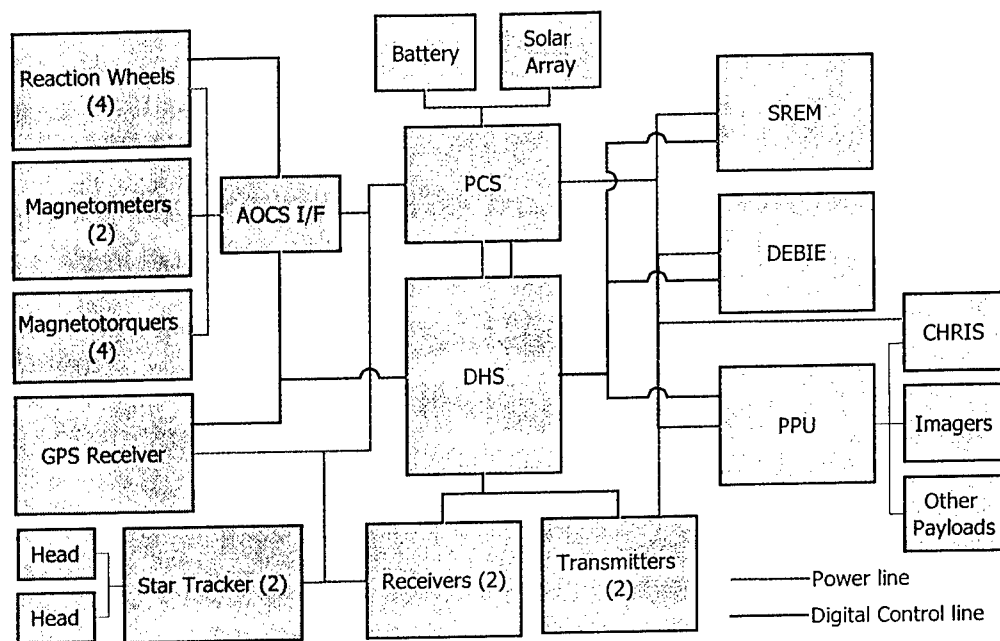 Battery
Solar
Array
Reaction Wheels
(4)
SREM
PCS
Magnetometers
(2)
AOCS I/F
DEBIE
Magnetotorquers
(4)
CHRIS
DHS
PPU
Imagers
GPS Receiver
Other
Payloads
Head
Star Tracker (2)
Receivers (2)
Transmitters
(2)
Head
Power line
Digital Control line